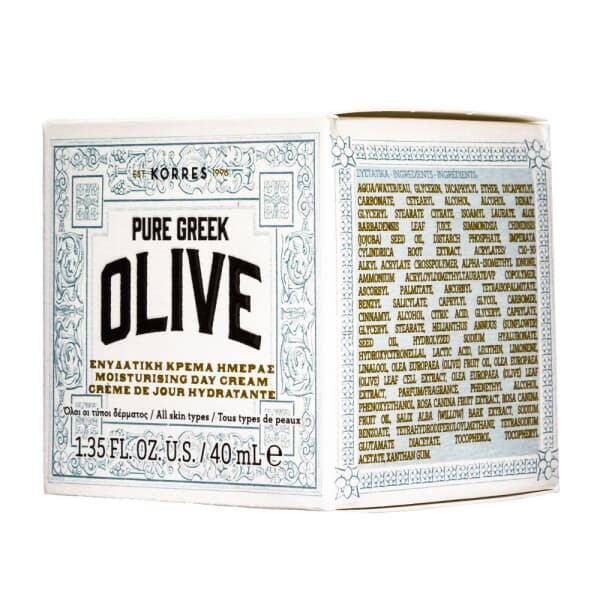 EST. KORRES 1996
PURE GREEK
OLIVE
ΕΝΥΔΑΤΙΚΗ ΚΡΕΜΑ ΗΜΕΡΑΣ
MOISTURISING DAY CREAM
CRÈME DE JOUR HYDRATANTE
Όλοι οι τύποι δέρματος / All skin types / Tous types de peaux
1.35 FL. OZ. U.S. / 40 mL e
ΣΥΣΤΑΤΙΚΑ · INGREDIENTS · INGRÉDIENTS:
AQUA/WATER/EAU, GLYCERIN, DICAPRYLYL ETHER, DICAPRYLYL
CARBONATE, CETEARYL ALCOHOL, ALCOHOL DENAT.,
GLYCERYL STEARATE CITRATE, ISOAMYL LAURATE, ALOE
BARBADENSIS LEAF JUICE, SIMMONDSIA CHINENSIS
(JOJOBA) SEED OIL, DISTARCH PHOSPHATE, IMPERATA
CYLINDRICA ROOT EXTRACT, ACRYLATES/ C10-30
ALKYL ACRYLATE CROSSPOLYMER, ALPHA-ISOMETHYL IONONE,
AMMONIUM ACRYLOYLDIMETHYLTAURATE/VP COPOLYMER,
ASCORBYL PALMITATE, ASCORBYL TETRAISOPALMITATE,
BENZYL SALICYLATE, CAPRYLYL GLYCOL, CARBOMER,
CINNAMYL ALCOHOL, CITRIC ACID, GLYCERYL CAPRYLATE,
GLYCERYL STEARATE, HELIANTHUS ANNUUS (SUNFLOWER)
SEED OIL, HYDROLYZED SODIUM HYALURONATE,
HYDROXYCITRONELLAL, LACTIC ACID, LECITHIN, LIMONENE,
LINALOOL, OLEA EUROPAEA (OLIVE) FRUIT OIL, OLEA EUROPAEA
(OLIVE) LEAF CELL EXTRACT, OLEA EUROPAEA (OLIVE) LEAF
EXTRACT, PARFUM/FRAGRANCE, PHENETHYL ALCOHOL,
PHENOXYETHANOL, ROSA CANINA FRUIT EXTRACT, ROSA CANINA
FRUIT OIL, SALIX ALBA (WILLOW) BARK EXTRACT, SODIUM
BENZOATE, TETRASODIUM
GLUTAMATE DIACETATE, TOCOPHEROL, TOCOPHERYL
ACETATE, XANTHAN GUM.